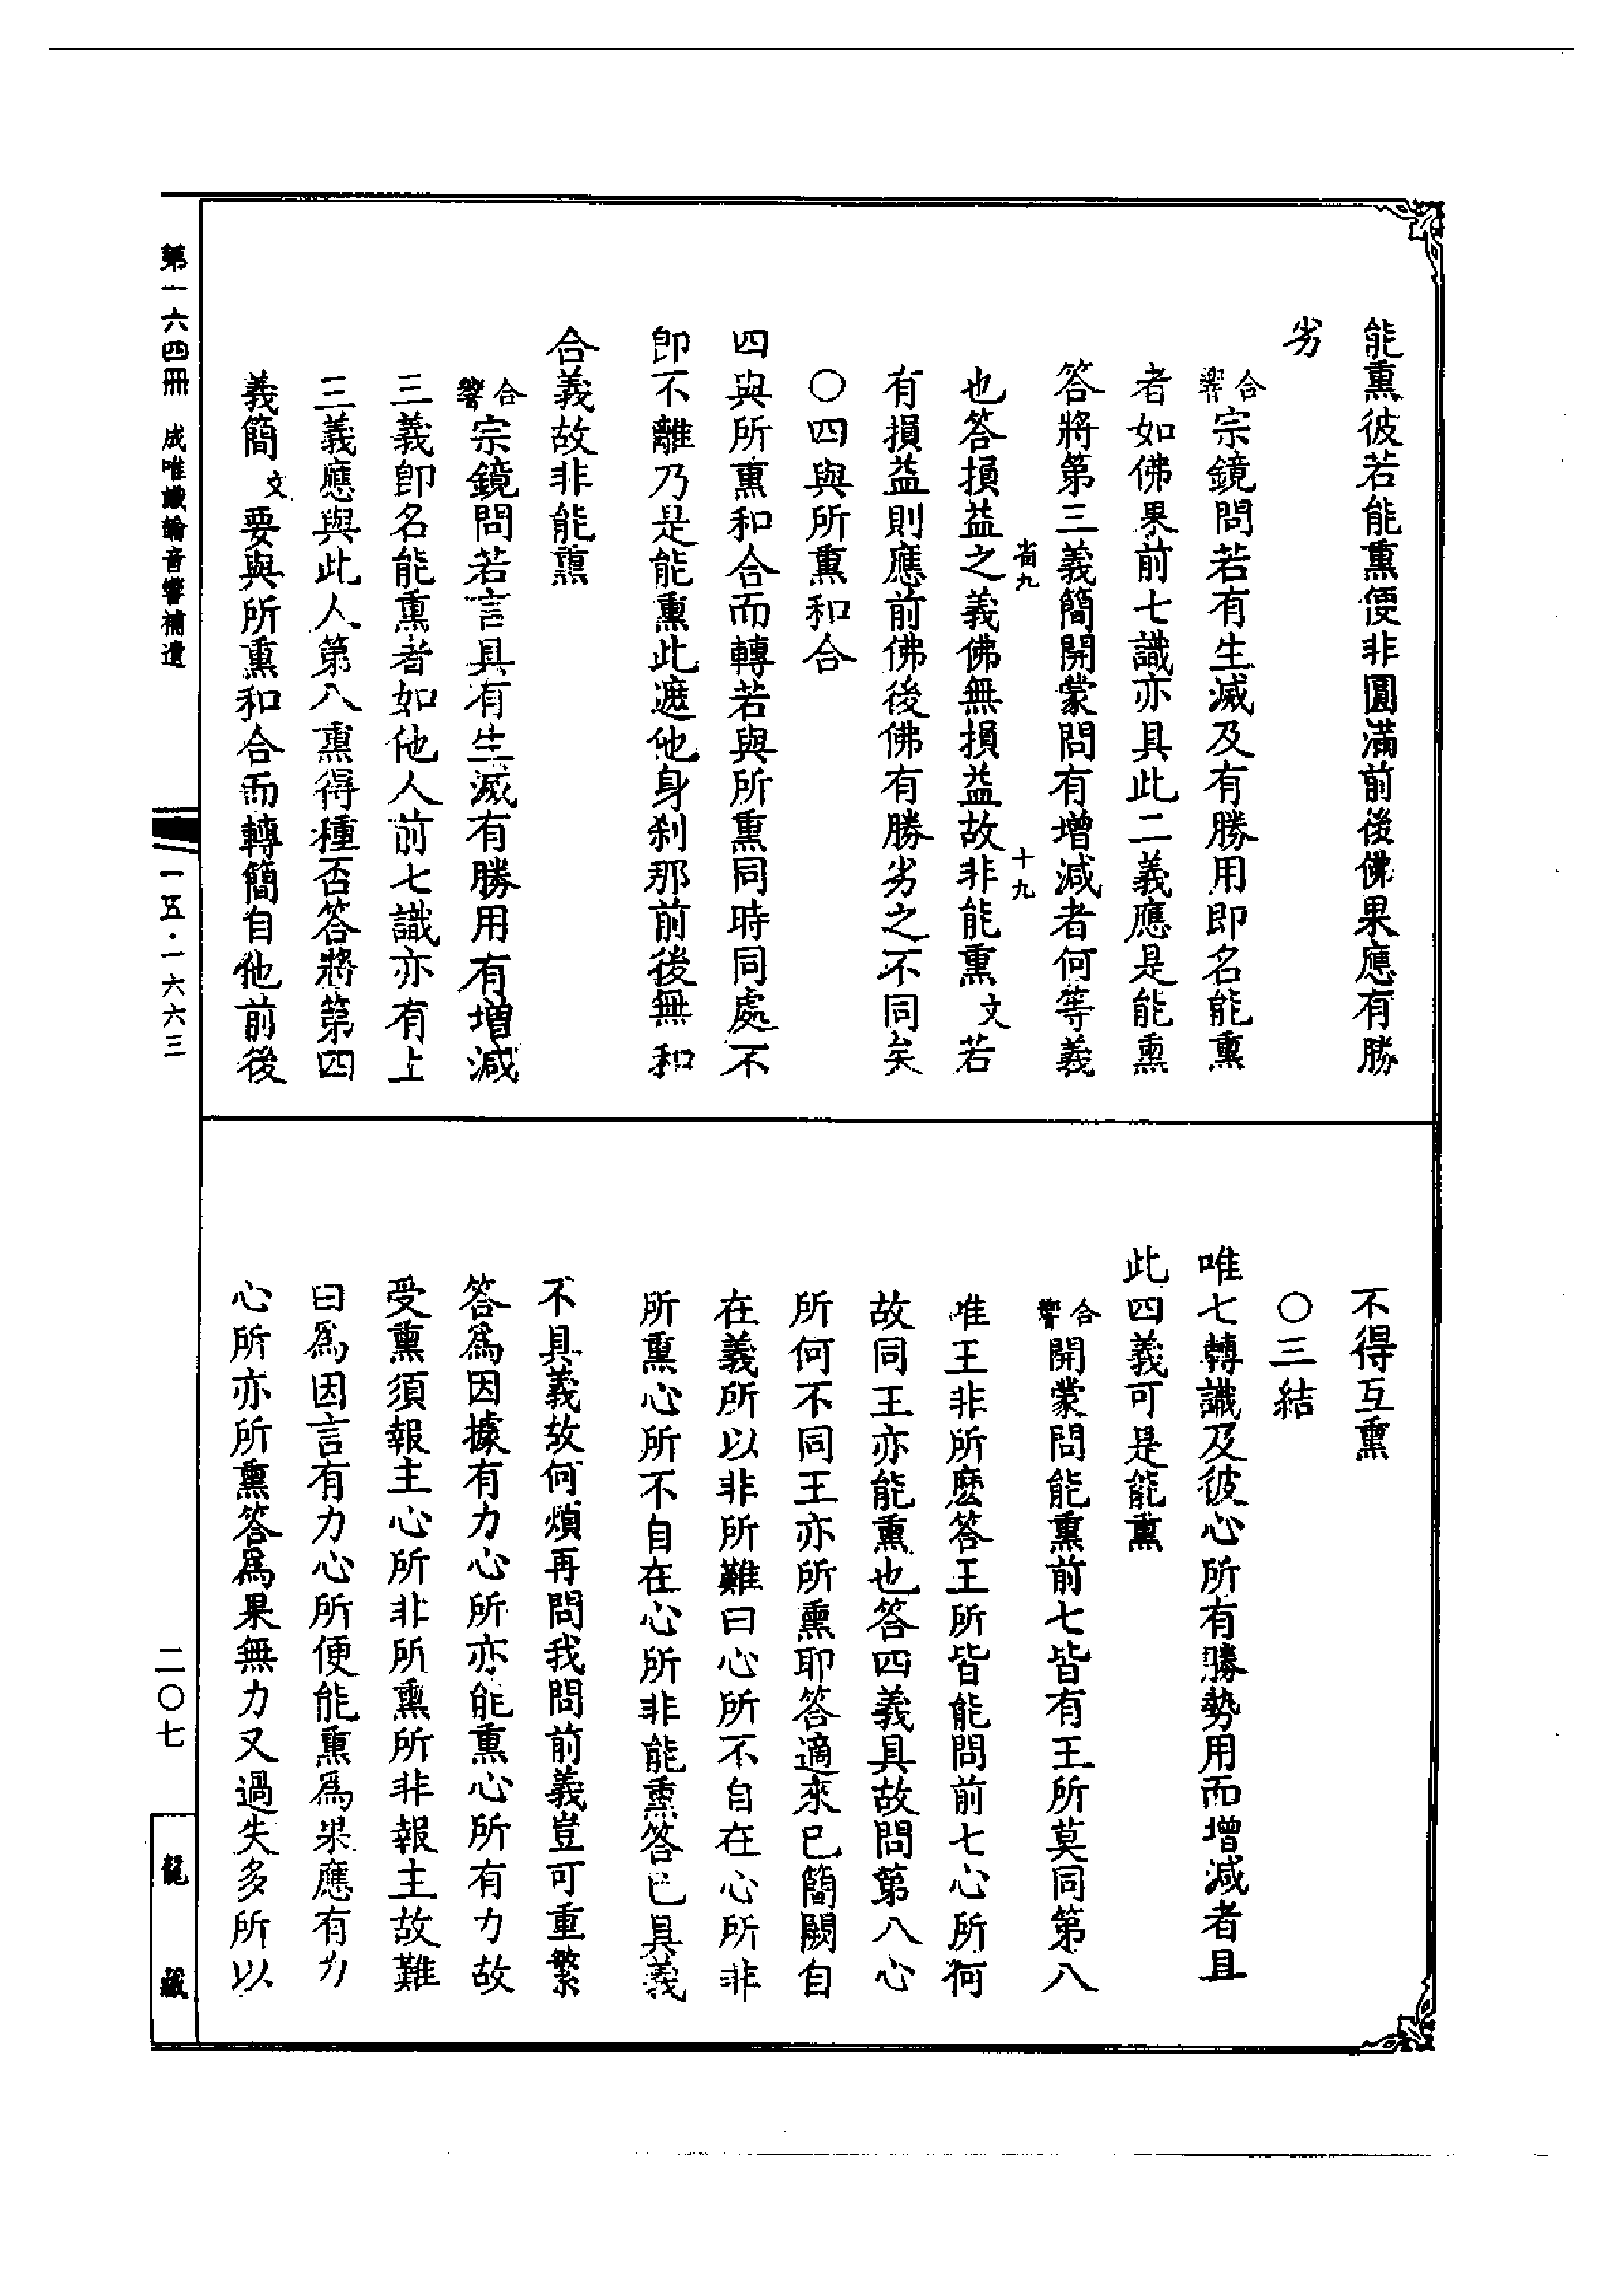 能熏彼若能熏便非圓滿前後佛果應有勝
劣
合響宗鏡問若有生滅及有勝用即名能熏
者如佛果前七識亦具此二義應是能熏
答將第三義簡開蒙問有增減者何等義
省九 十九
也答損益之義佛無損益故非能熏文若
有損益則應前佛後佛有勝劣之不同矣
○四與所熏和合
四與所熏和合而轉若與所熏同時同處不
即不離乃是能熏此遮他身刹那前後無和
合義故非能熏
合響宗鏡問若言具有生滅有勝用有增減
三義即名能熏者如他人前七識亦有上
三義應與此人第八熏得種否答將第四
義簡文要與所熏和合而轉簡自他前後
不得互熏
○三結
唯七轉識及彼心所有勝勢用而增減者具
此四義可是能熏
合響開蒙問能熏前七皆有王所莫同第八
唯王非所麽答王所皆能問前七心所何
故同王亦能熏也答四義具故問第八心
所何不同王亦所熏耶答適來已簡闕自
在義所以非所難曰心所不自在心所非
所熏心所不自在心所非能熏答已具義
不具義故何煩再問我問前義豈可重繁
答爲因據有力心所亦能熏心所有力故
受熏須報主心所非所熏所非報主故難
曰爲因言有力心所便能熏爲果應有力
心所亦所熏答爲果無力又過失多所以
第一六四冊 成唯識論音響補遺
一五·一六六三
二〇七
龍藏